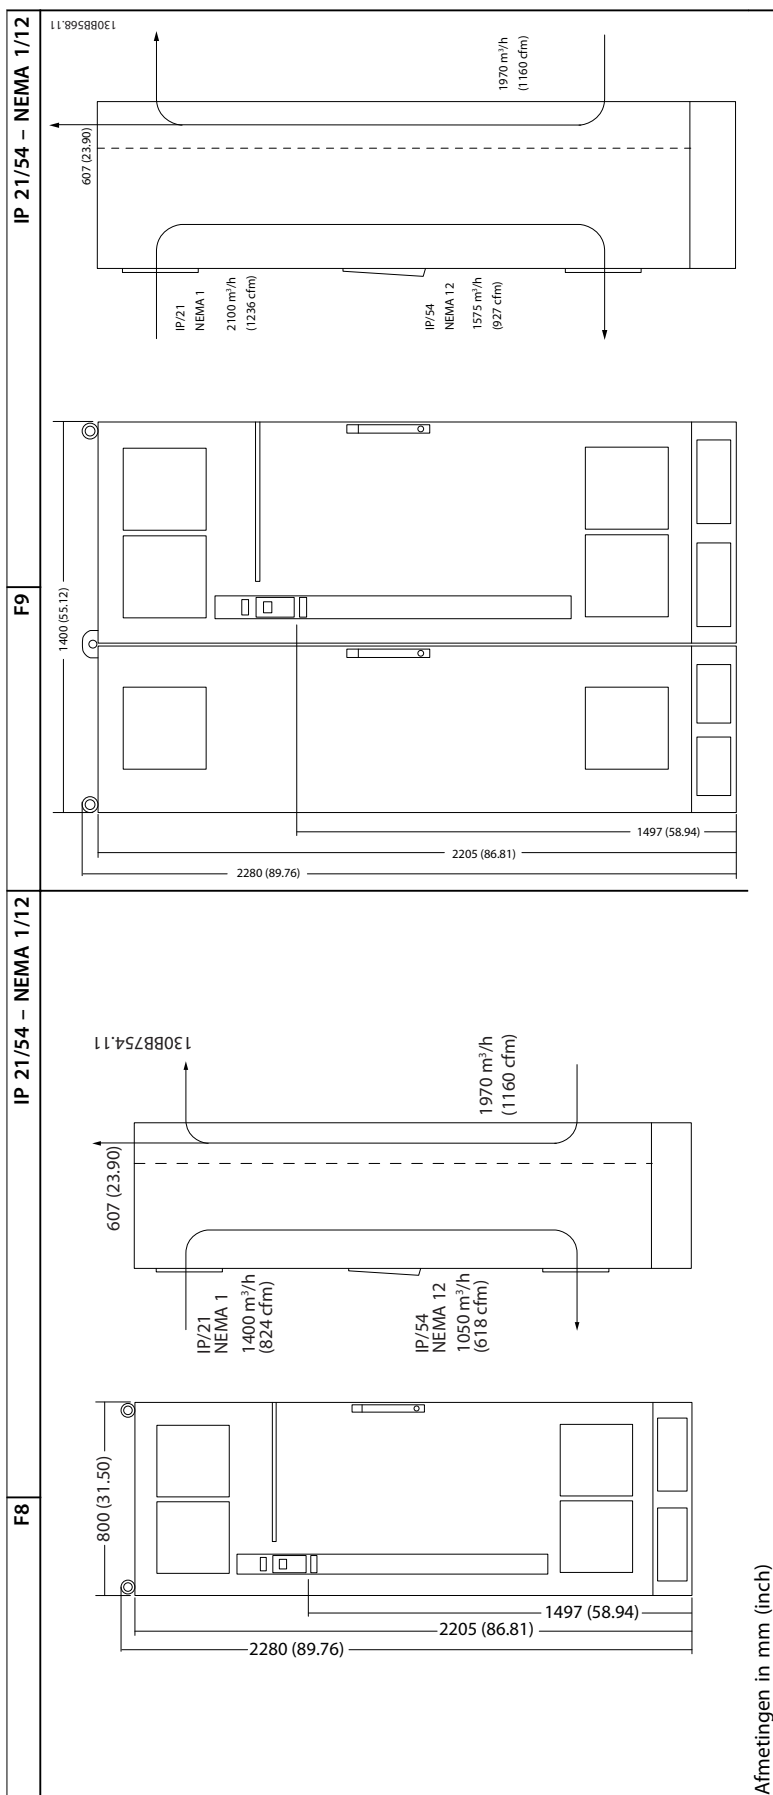 F8
IP 21/54 – NEMA 1/12
F9
IP 21/54 – NEMA 1/12
800 (31.50)
2280 (89.76)
2205 (86.81)
1497 (58.94)
IP/21
NEMA 1
1400 m³/h
(824 cfm)
IP/54
NEMA 12
1050 m³/h
(618 cfm)
607 (23.90)
1970 m³/h
(1160 cfm)
130BB754.11
1400 (55.12)
2280 (89.76)
2205 (86.81)
1497 (58.94)
IP/21
NEMA 1
2100 m³/h
(1236 cfm)
IP/54
NEMA 12
1575 m³/h
(927 cfm)
607 (23.90)
1970 m³/h
(1160 cfm)
130BB568.11
Afmetingen in mm (inch)